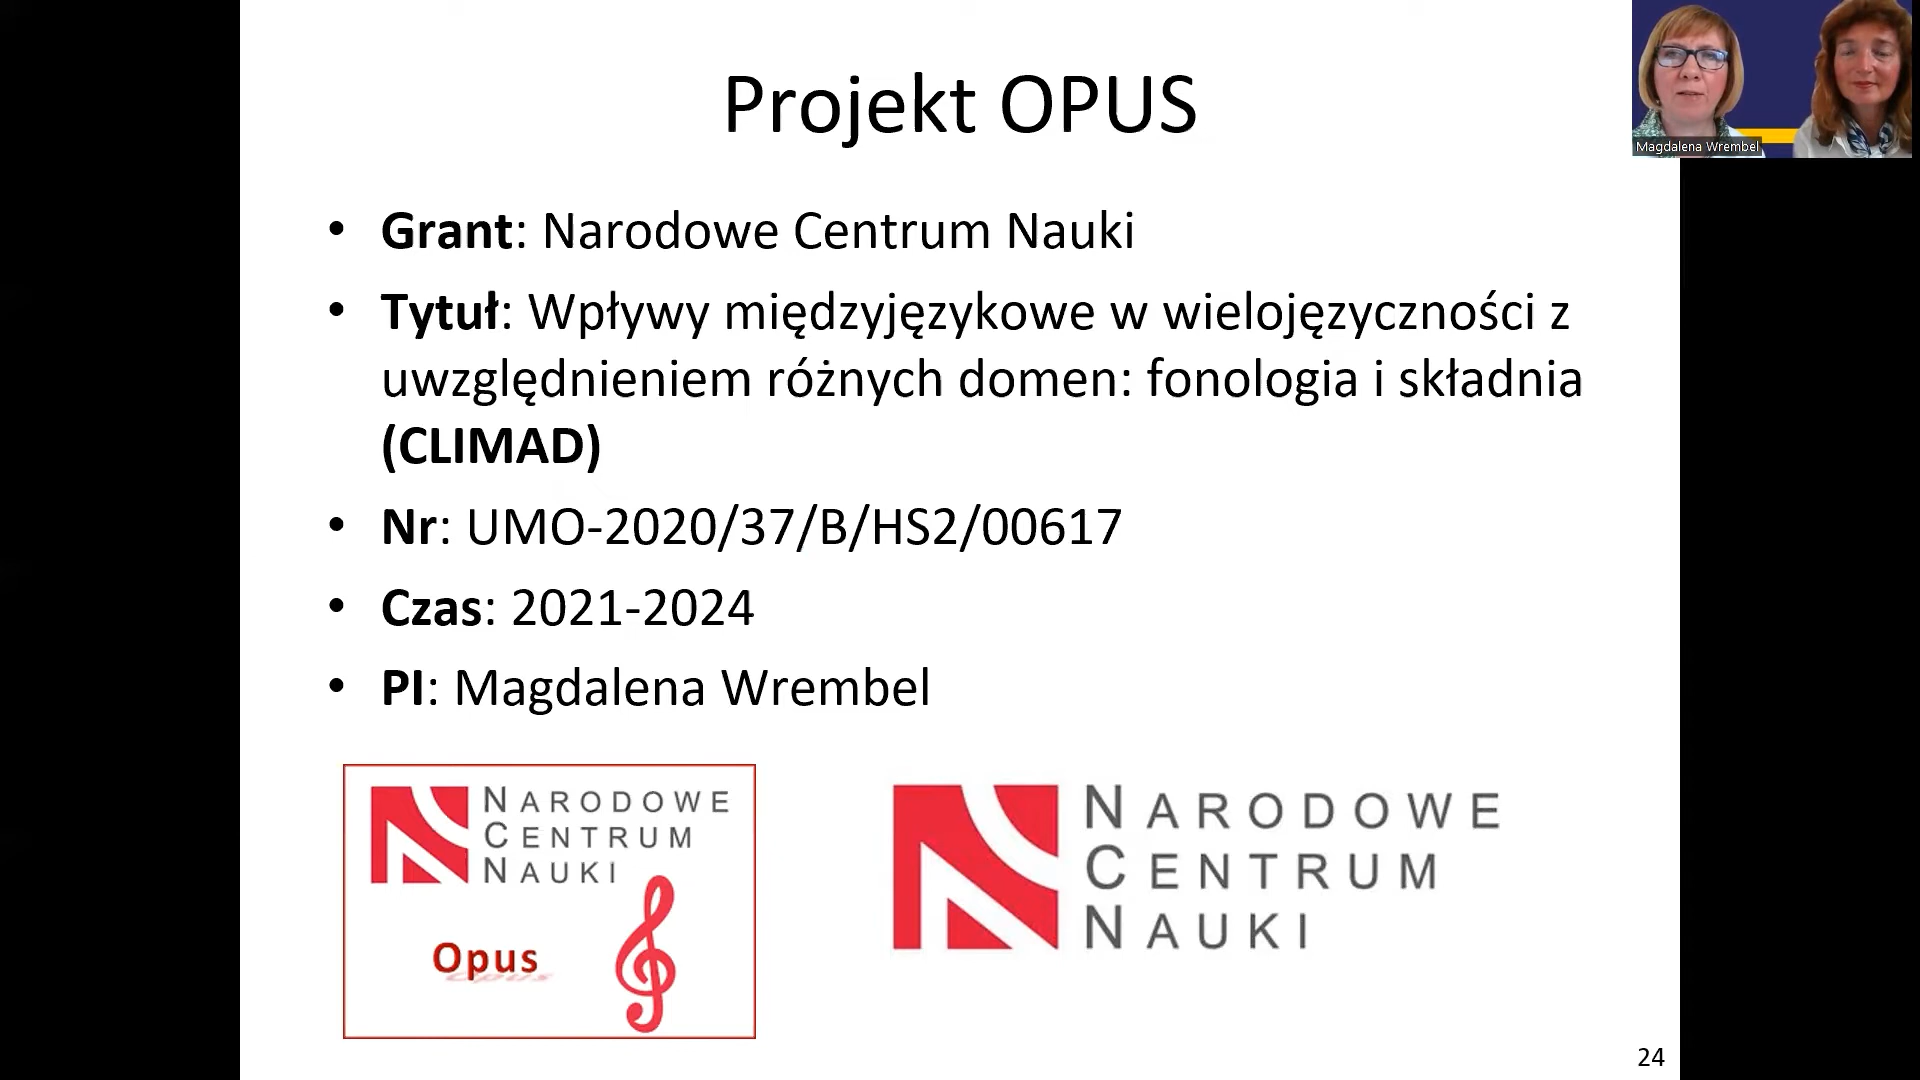 Projekt OPUS
Magdalena Wrembel
• Grant: Narodowe Centrum Nauki
• Tytuł: Wpływy międzyjęzykowe w wielojęzyczności z
uwzględnieniem różnych domen: fonologia i składnia
(CLIMAD)
• Nr: UMO-2020/37/B/HS2/00617
• Czas: 2021-2024
• PI: Magdalena Wrembel
NARODOWE
CENTRUM
NAUKI
Opus
NARODOWE
CENTRUM
NAUKI
24